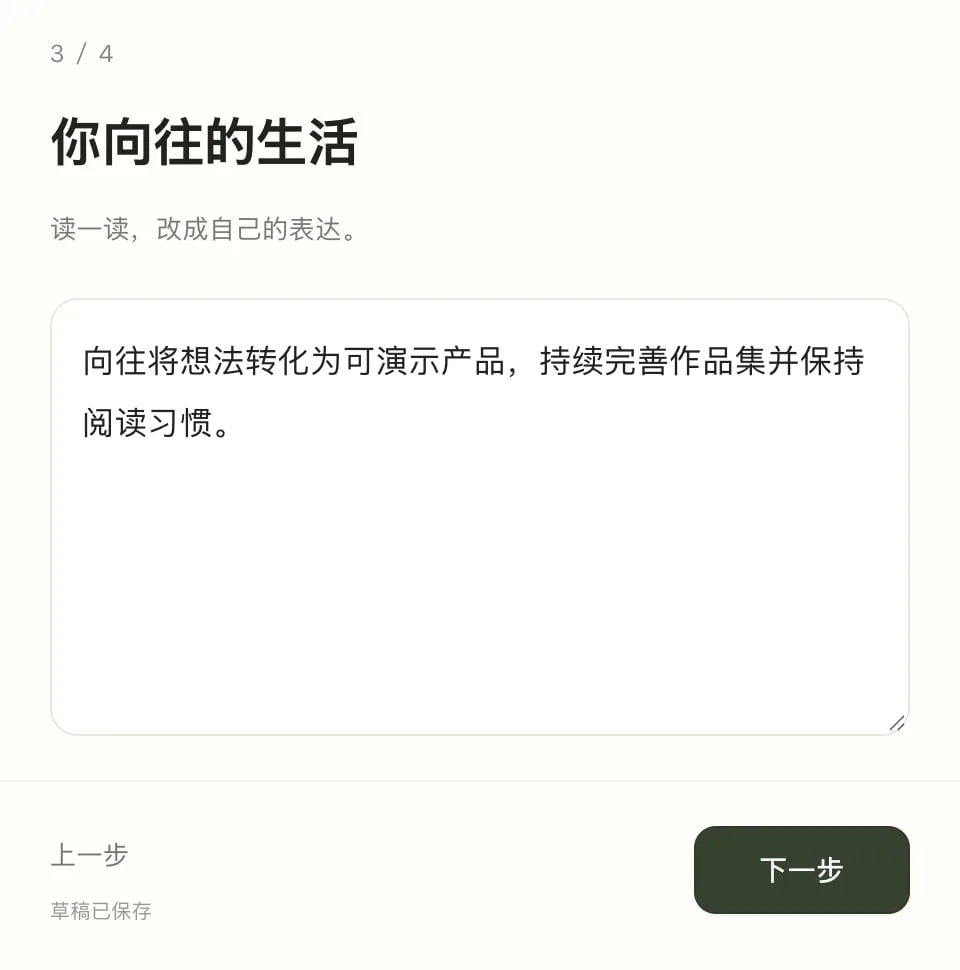 3 / 4
你向往的生活
读一读，改成自己的表达。
向往将想法转化为可演示产品，持续完善作品集并保持
阅读习惯。
上一步
下一步
草稿已保存